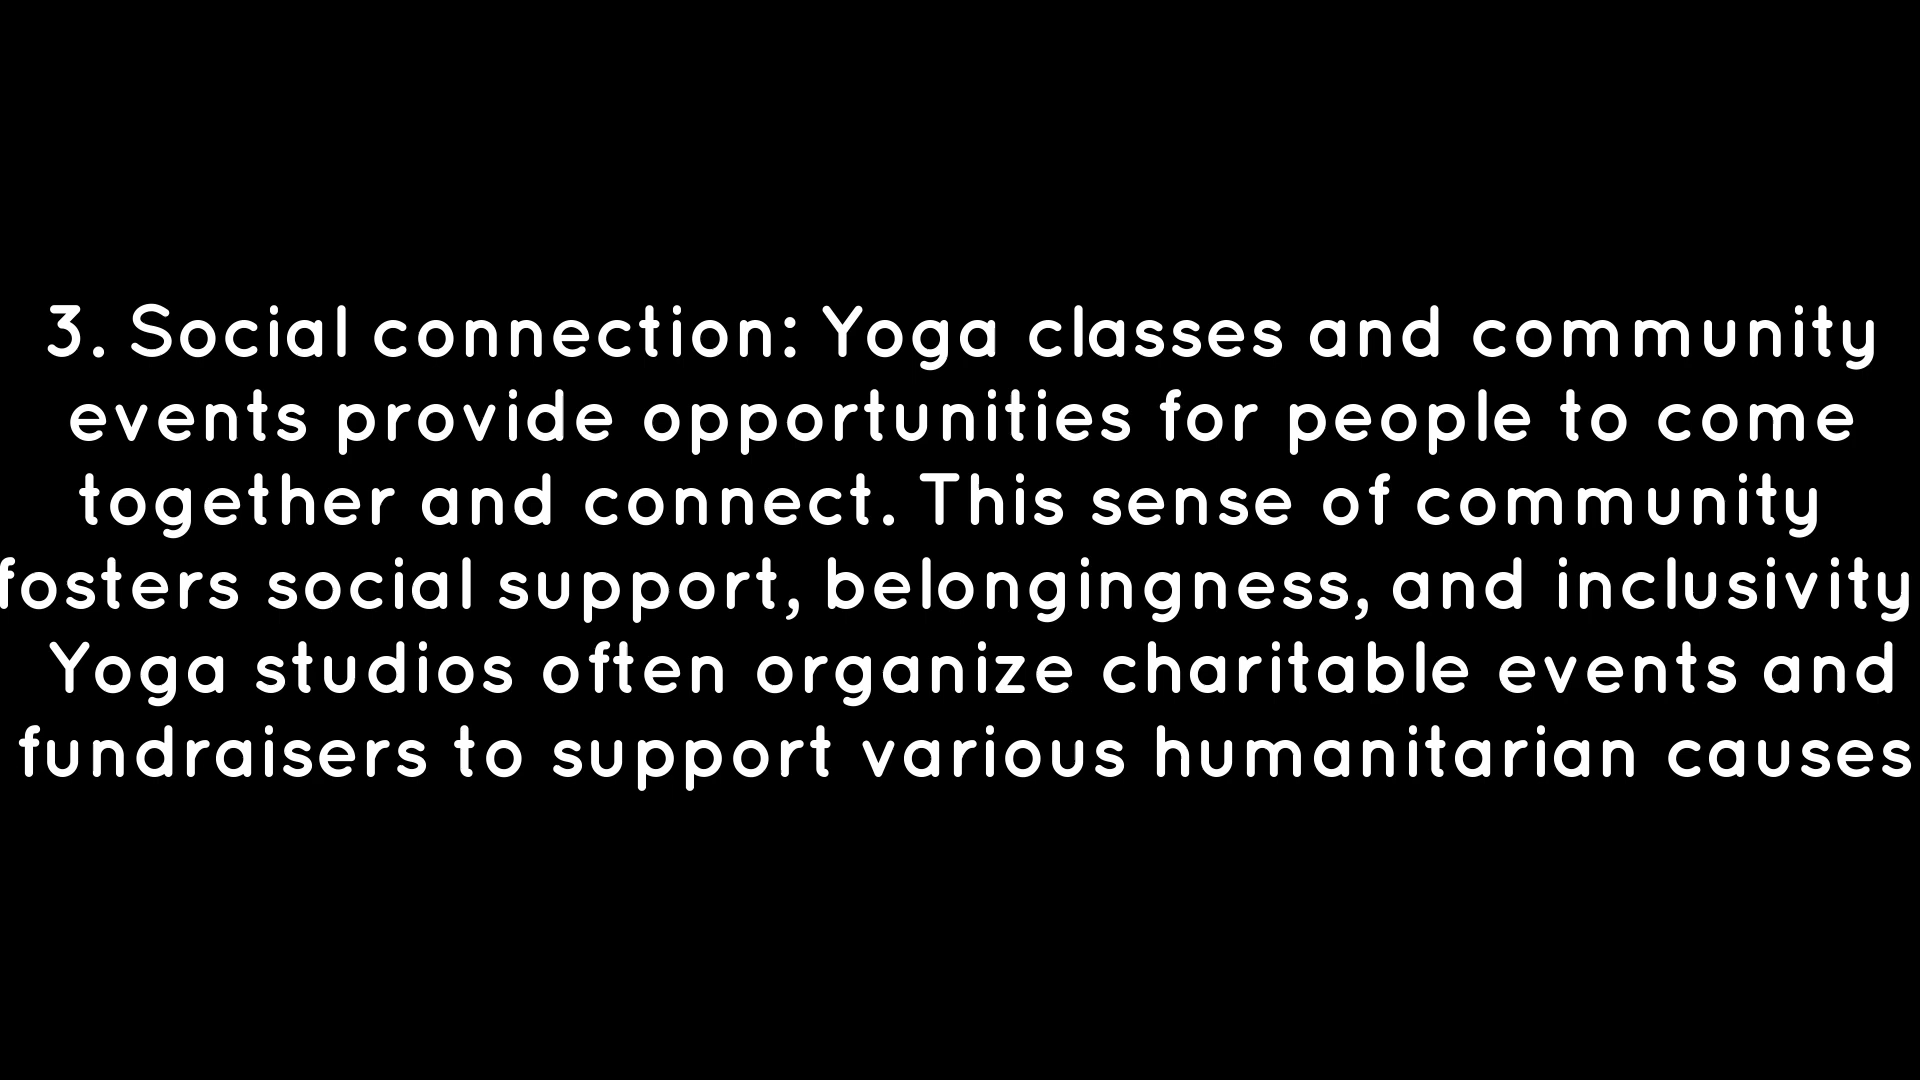 3. Social connection: Yoga classes and community
events provide opportunities for people to come
together and connect. This sense of community
fosters social support, belongingness, and inclusivity
Yoga studios often organize charitable events and
fundraisers to support various humanitarian causes